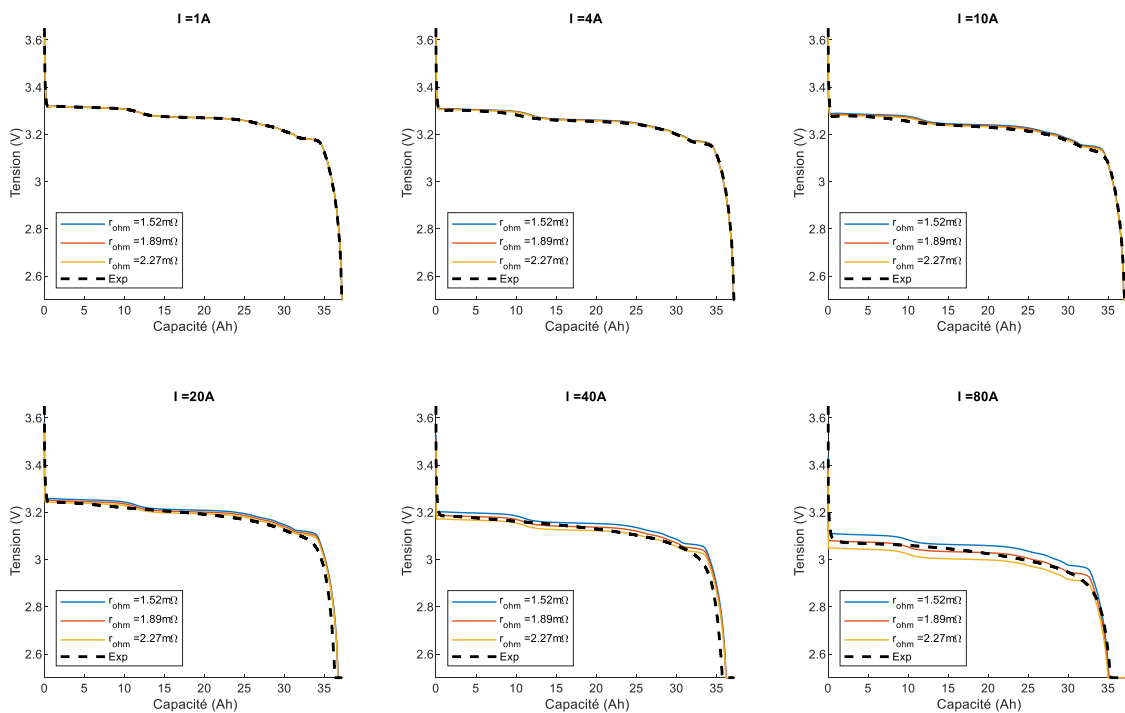 I =1A
3.6
3.4
3.2
3
2.8
2.6
Tension (V)
r_ohm =1.52mΩ
r_ohm =1.89mΩ
r_ohm =2.27mΩ
Exp
0 5 10 15 20 25 30 35
Capacité (Ah)
I =4A
3.6
3.4
3.2
3
2.8
2.6
Tension (V)
r_ohm =1.52mΩ
r_ohm =1.89mΩ
r_ohm =2.27mΩ
Exp
0 5 10 15 20 25 30 35
Capacité (Ah)
I =10A
3.6
3.4
3.2
3
2.8
2.6
Tension (V)
r_ohm =1.52mΩ
r_ohm =1.89mΩ
r_ohm =2.27mΩ
Exp
0 5 10 15 20 25 30 35
Capacité (Ah)
I =20A
3.6
3.4
3.2
3
2.8
2.6
Tension (V)
r_ohm =1.52mΩ
r_ohm =1.89mΩ
r_ohm =2.27mΩ
Exp
0 5 10 15 20 25 30 35
Capacité (Ah)
I =40A
3.6
3.4
3.2
3
2.8
2.6
Tension (V)
r_ohm =1.52mΩ
r_ohm =1.89mΩ
r_ohm =2.27mΩ
Exp
0 5 10 15 20 25 30 35
Capacité (Ah)
I =80A
3.6
3.4
3.2
3
2.8
2.6
Tension (V)
r_ohm =1.52mΩ
r_ohm =1.89mΩ
r_ohm =2.27mΩ
Exp
0 5 10 15 20 25 30 35
Capacité (Ah)